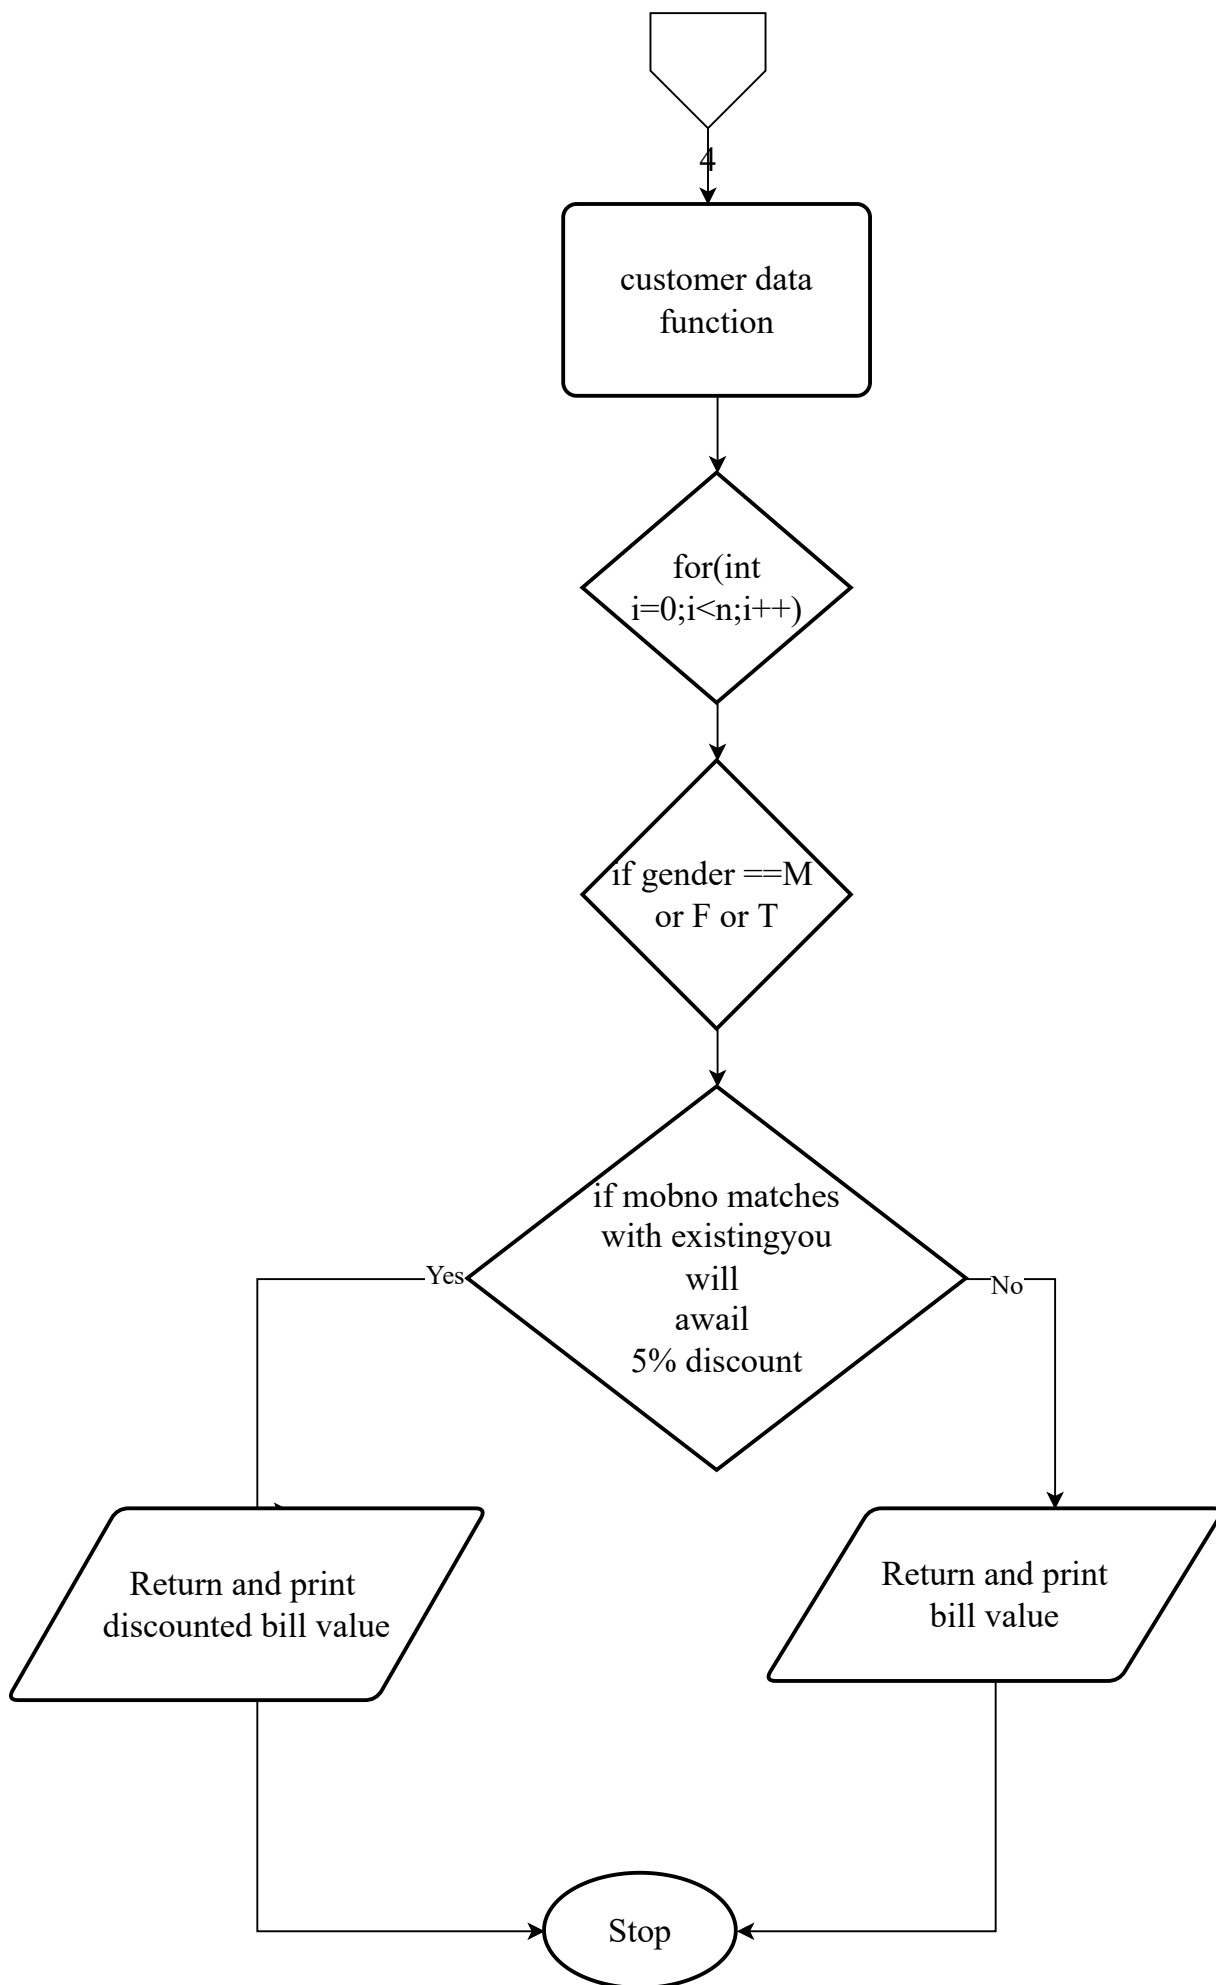 4
customer data
function
for(int
i=0;i<n;i++)
if gender ==M
or F or T
if mobno matches
with existingyou
will
awail
5% discount
Yes
No
Return and print
discounted bill value
Return and print
bill value
Stop